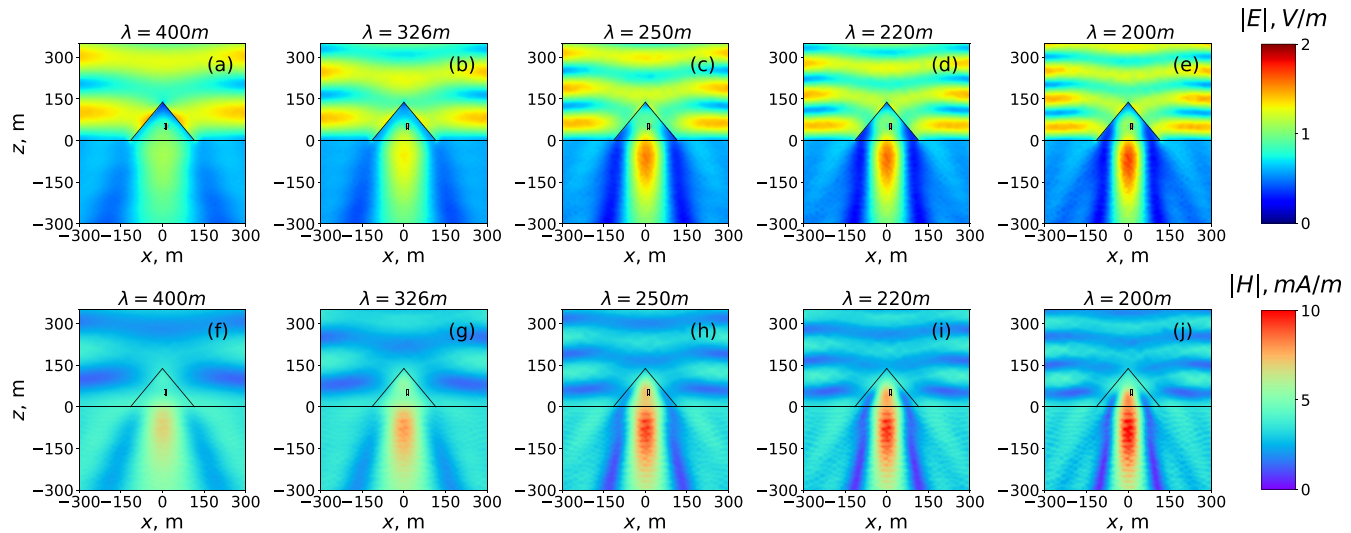 λ = 400m λ = 326m λ = 250m λ = 220m λ = 200m |E|, V/m
(a) (b) (c) (d) (e)
300 300 300 300 300 2
150 150 150 150 150
z, m 0 0 0 0 0 1
−150 −150 −150 −150 −150
−300 −300 −300 −300 −300 0
−300 −150 0 150 300 −300 −150 0 150 300 −300 −150 0 150 300 −300 −150 0 150 300 −300 −150 0 150 300
x, m x, m x, m x, m x, m
λ = 400m λ = 326m λ = 250m λ = 220m λ = 200m |H|, mA/m
(f) (g) (h) (i) (j)
300 300 300 300 300 10
150 150 150 150 150
z, m 0 0 0 0 0 5
−150 −150 −150 −150 −150
−300 −300 −300 −300 −300 0
−300 −150 0 150 300 −300 −150 0 150 300 −300 −150 0 150 300 −300 −150 0 150 300 −300 −150 0 150 300
x, m x, m x, m x, m x, m